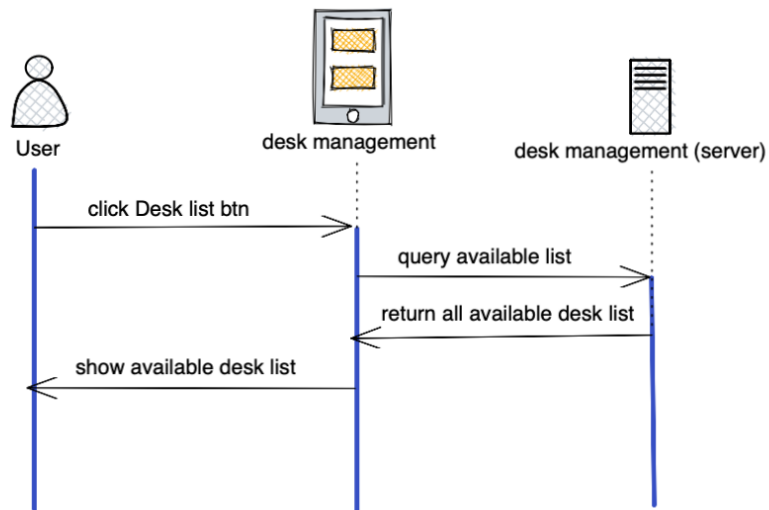 User
desk management
desk management (server)
click Desk list btn
query available list
return all available desk list
show available desk list